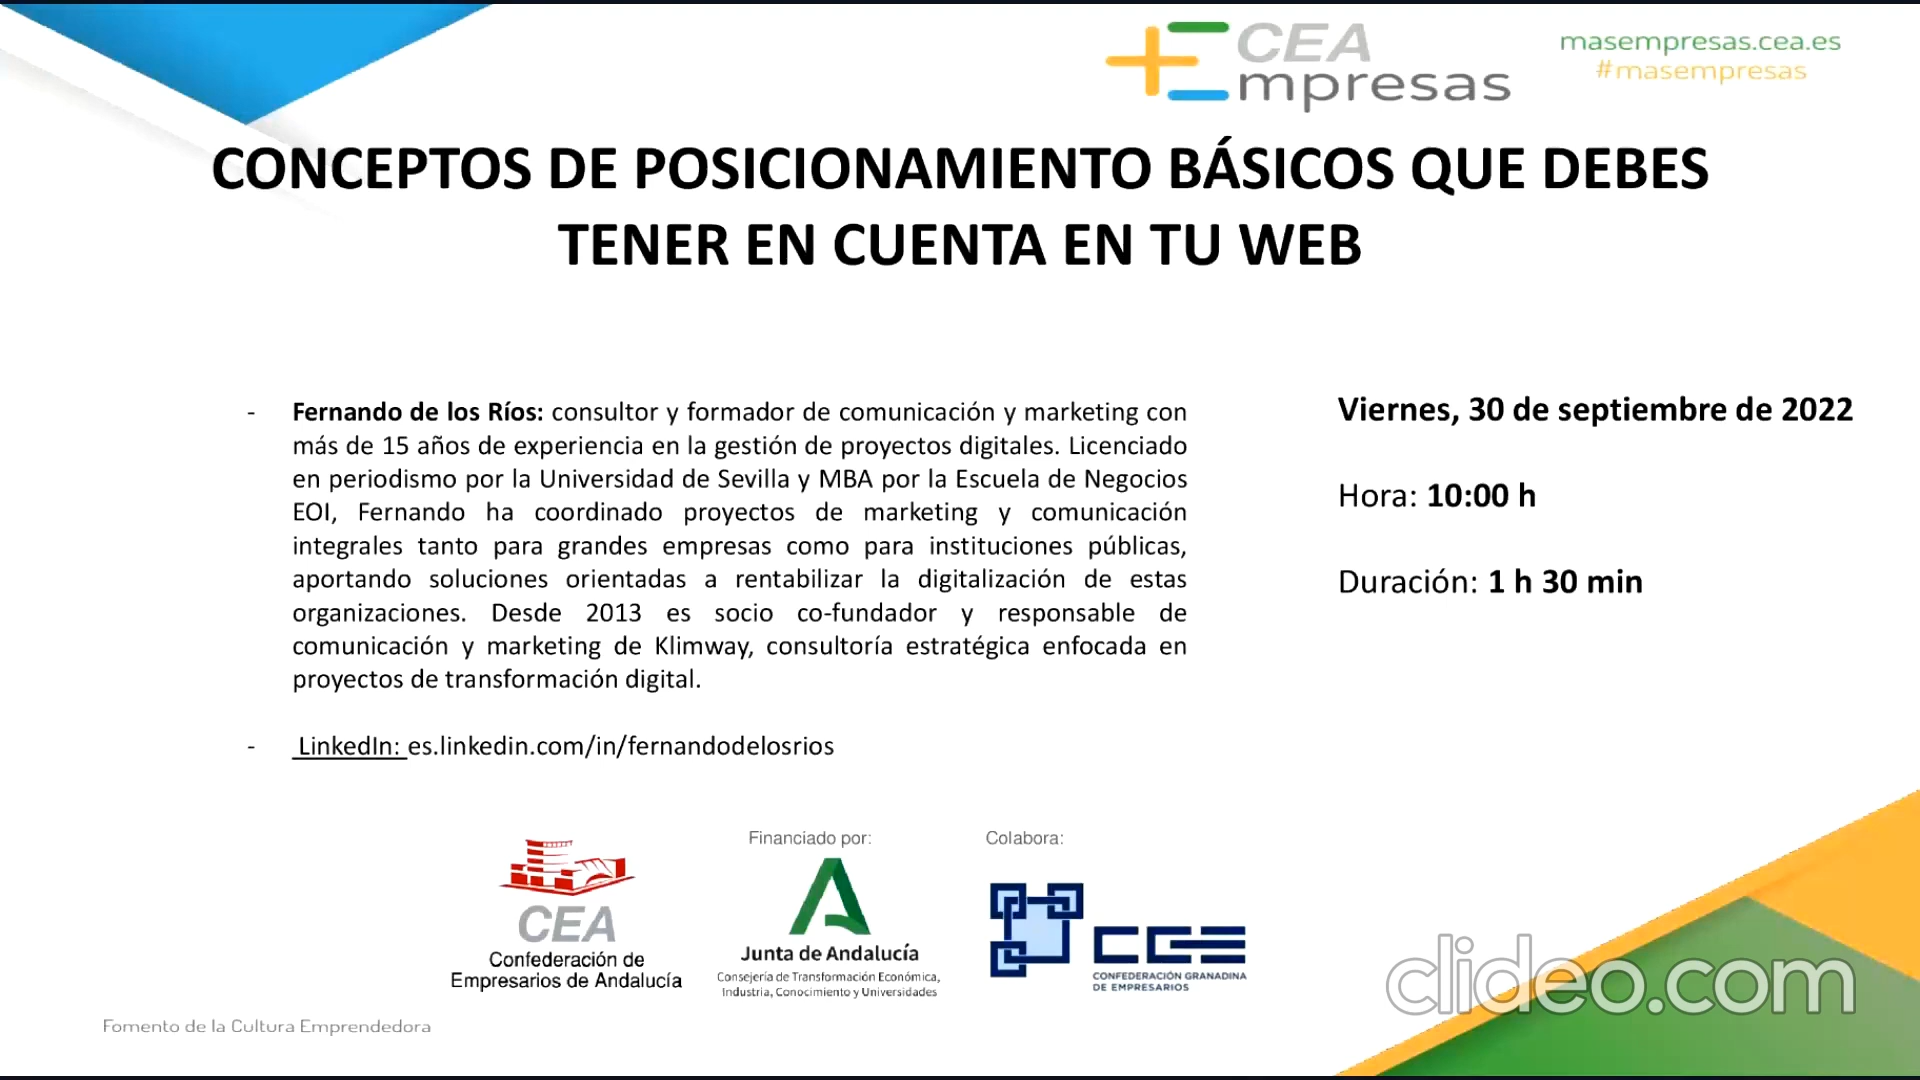 CEA
Empresas
masempresas.cea.es
#masempresas
CONCEPTOS DE POSICIONAMIENTO BÁSICOS QUE DEBES
TENER EN CUENTA EN TU WEB
- Fernando de los Ríos: consultor y formador de comunicación y marketing con
más de 15 años de experiencia en la gestión de proyectos digitales. Licenciado
en periodismo por la Universidad de Sevilla y MBA por la Escuela de Negocios
EOI, Fernando ha coordinado proyectos de marketing y comunicación
integrales tanto para grandes empresas como para instituciones públicas,
aportando soluciones orientadas a rentabilizar la digitalización de estas
organizaciones. Desde 2013 es socio co-fundador y responsable de
comunicación y marketing de Klimway, consultoría estratégica enfocada en
proyectos de transformación digital.
- LinkedIn: es.linkedin.com/in/fernandodelosrios
Viernes, 30 de septiembre de 2022
Hora: 10:00 h
Duración: 1 h 30 min
CEA
Confederación de
Empresarios de Andalucía
Financiado por:
Junta de Andalucía
Consejería de Transformación Económica,
Industria, Conocimiento y Universidades
Colabora:
CGE
CONFEDERACIÓN GRANADINA
DE EMPRESARIOS
clideo.com
Fomento de la Cultura Emprendedora